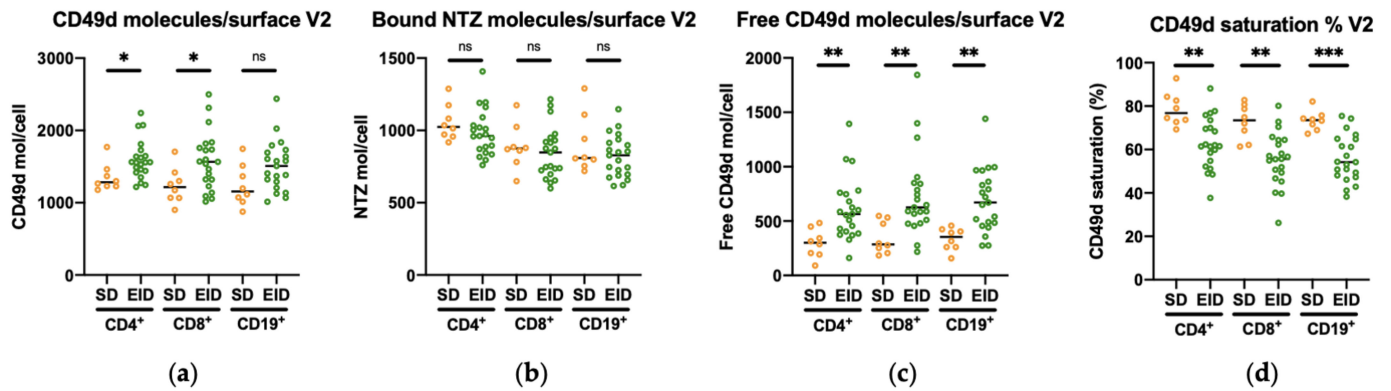 CD49d molecules/surface V2
CD49d mol/cell
3000
2000
1000
0
* * ns
SD EID SD EID SD EID
CD4+ CD8+ CD19+
(a)
Bound NTZ molecules/surface V2
NTZ mol/cell
1500
1000
500
0
ns ns ns
SD EID SD EID SD EID
CD4+ CD8+ CD19+
(b)
Free CD49d molecules/surface V2
Free CD49d mol/cell
2000
1500
1000
500
0
** ** **
SD EID SD EID SD EID
CD4+ CD8+ CD19+
(c)
CD49d saturation % V2
CD49d saturation (%)
100
80
60
40
20
0
** ** ***
SD EID SD EID SD EID
CD4+ CD8+ CD19+
(d)